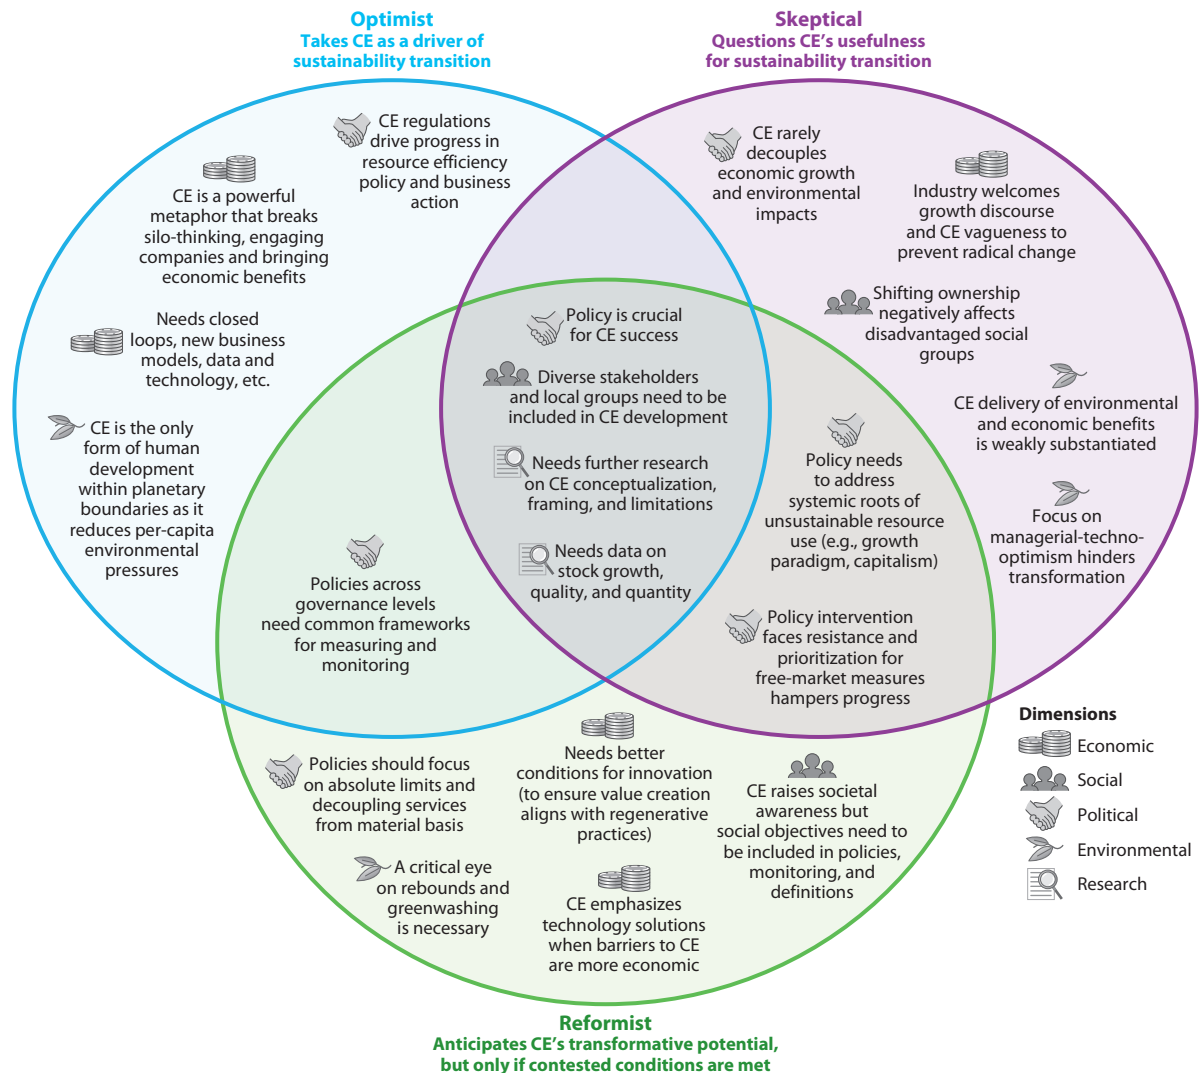 Optimist
Takes CE as a driver of
sustainability transition
Skeptical
Questions CE’s usefulness
for sustainability transition
CE regulations
drive progress in
resource efficiency
policy and business
action
CE is a powerful
metaphor that breaks
silo-thinking, engaging
companies and bringing
economic benefits
Needs closed
loops, new business
models, data and
technology, etc.
CE is the only
form of human
development
within planetary
boundaries as it
reduces per-capita
environmental
pressures
CE rarely
decouples
economic growth
and environmental
impacts
Industry welcomes
growth discourse
and CE vagueness to
prevent radical change
Shifting ownership
negatively affects
disadvantaged social
groups
CE delivery of environmental
and economic benefits
is weakly substantiated
Focus on
managerial-techno-
optimism hinders
transformation
Policy is crucial
for CE success
Diverse stakeholders
and local groups need to be
included in CE development
Needs further research
on CE conceptualization,
framing, and limitations
Needs data on
stock growth,
quality, and quantity
Policies across
governance levels
need common frameworks
for measuring and
monitoring
Policy needs
to address
systemic roots of
unsustainable resource
use (e.g., growth
paradigm, capitalism)
Policy intervention
faces resistance and
prioritization for
free-market measures
hampers progress
Policies should focus
on absolute limits and
decoupling services
from material basis
A critical eye
on rebounds and
greenwashing
is necessary
Needs better
conditions for innovation
(to ensure value creation
aligns with regenerative
practices)
CE emphasizes
technology solutions
when barriers to CE
are more economic
CE raises societal
awareness but
social objectives need to
be included in policies,
monitoring, and
definitions
Dimensions
Economic
Social
Political
Environmental
Research
Reformist
Anticipates CE’s transformative potential,
but only if contested conditions are met